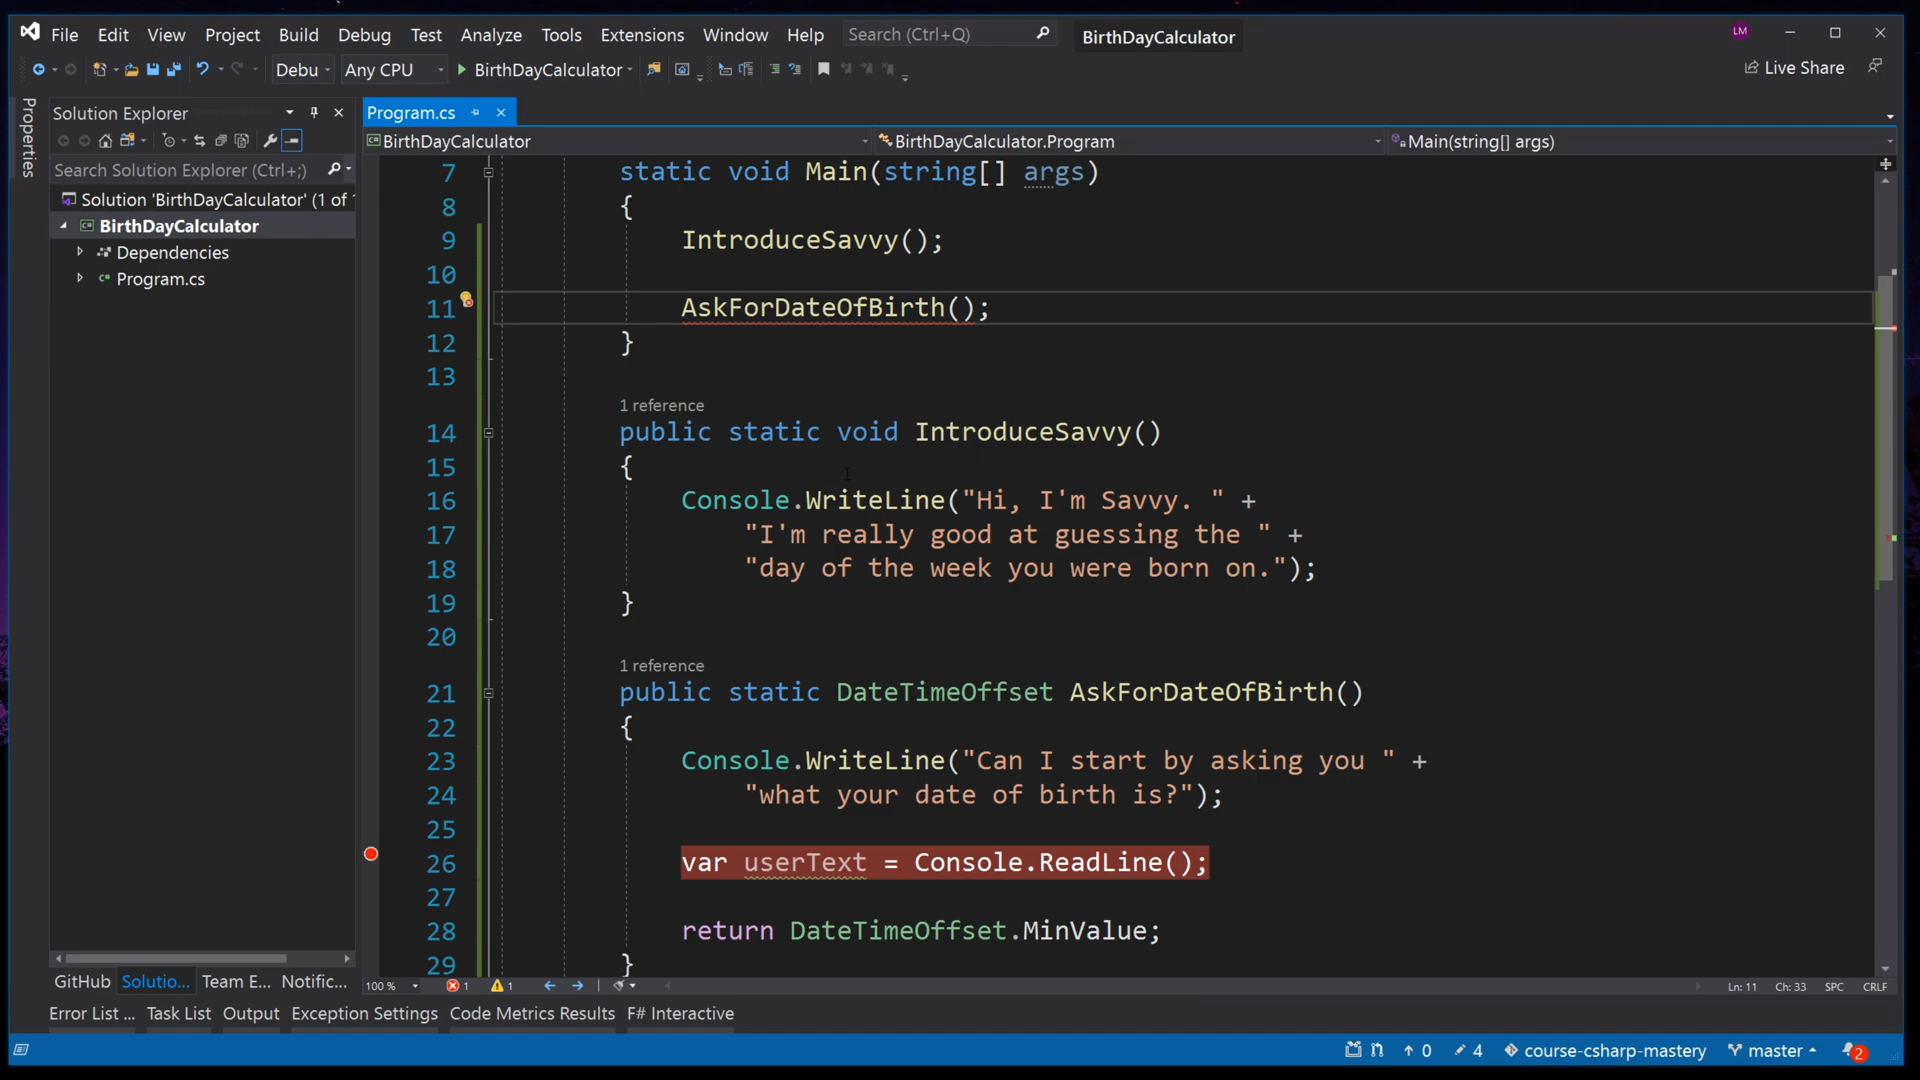 File Edit View Project Build Debug Test Analyze Tools Extensions Window Help Search (Ctrl+Q) BirthDayCalculator LM
Debu Any CPU BirthDayCalculator Live Share
Properties
Solution Explorer
Search Solution Explorer (Ctrl+;)
Solution 'BirthDayCalculator' (1 of 1
BirthDayCalculator
Dependencies
Program.cs
Program.cs
BirthDayCalculator BirthDayCalculator.Program Main(string[] args)
7 static void Main(string[] args)
8 {
9 IntroduceSavvy();
10
11 AskForDateOfBirth();
12 }
13
1 reference
14 public static void IntroduceSavvy()
15 {
16 Console.WriteLine("Hi, I'm Savvy. " +
17 "I'm really good at guessing the " +
18 "day of the week you were born on.");
19 }
20
1 reference
21 public static DateTimeOffset AskForDateOfBirth()
22 {
23 Console.WriteLine("Can I start by asking you " +
24 "what your date of birth is?");
25
26 var userText = Console.ReadLine();
27
28 return DateTimeOffset.MinValue;
29 }
GitHub Solutio... Team E... Notific...
100 % 1 1 Ln: 11 Ch: 33 SPC CRLF
Error List ... Task List Output Exception Settings Code Metrics Results F# Interactive
0 4 course-csharp-mastery master 2